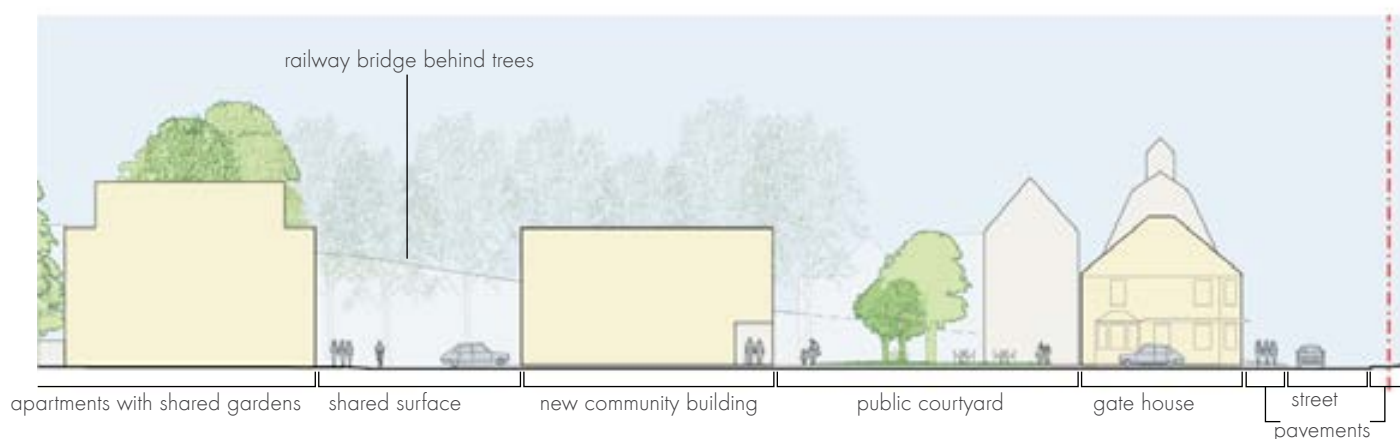 railway bridge behind trees
apartments with shared gardens
shared surface
new community building
public courtyard
gate house
street
pavements